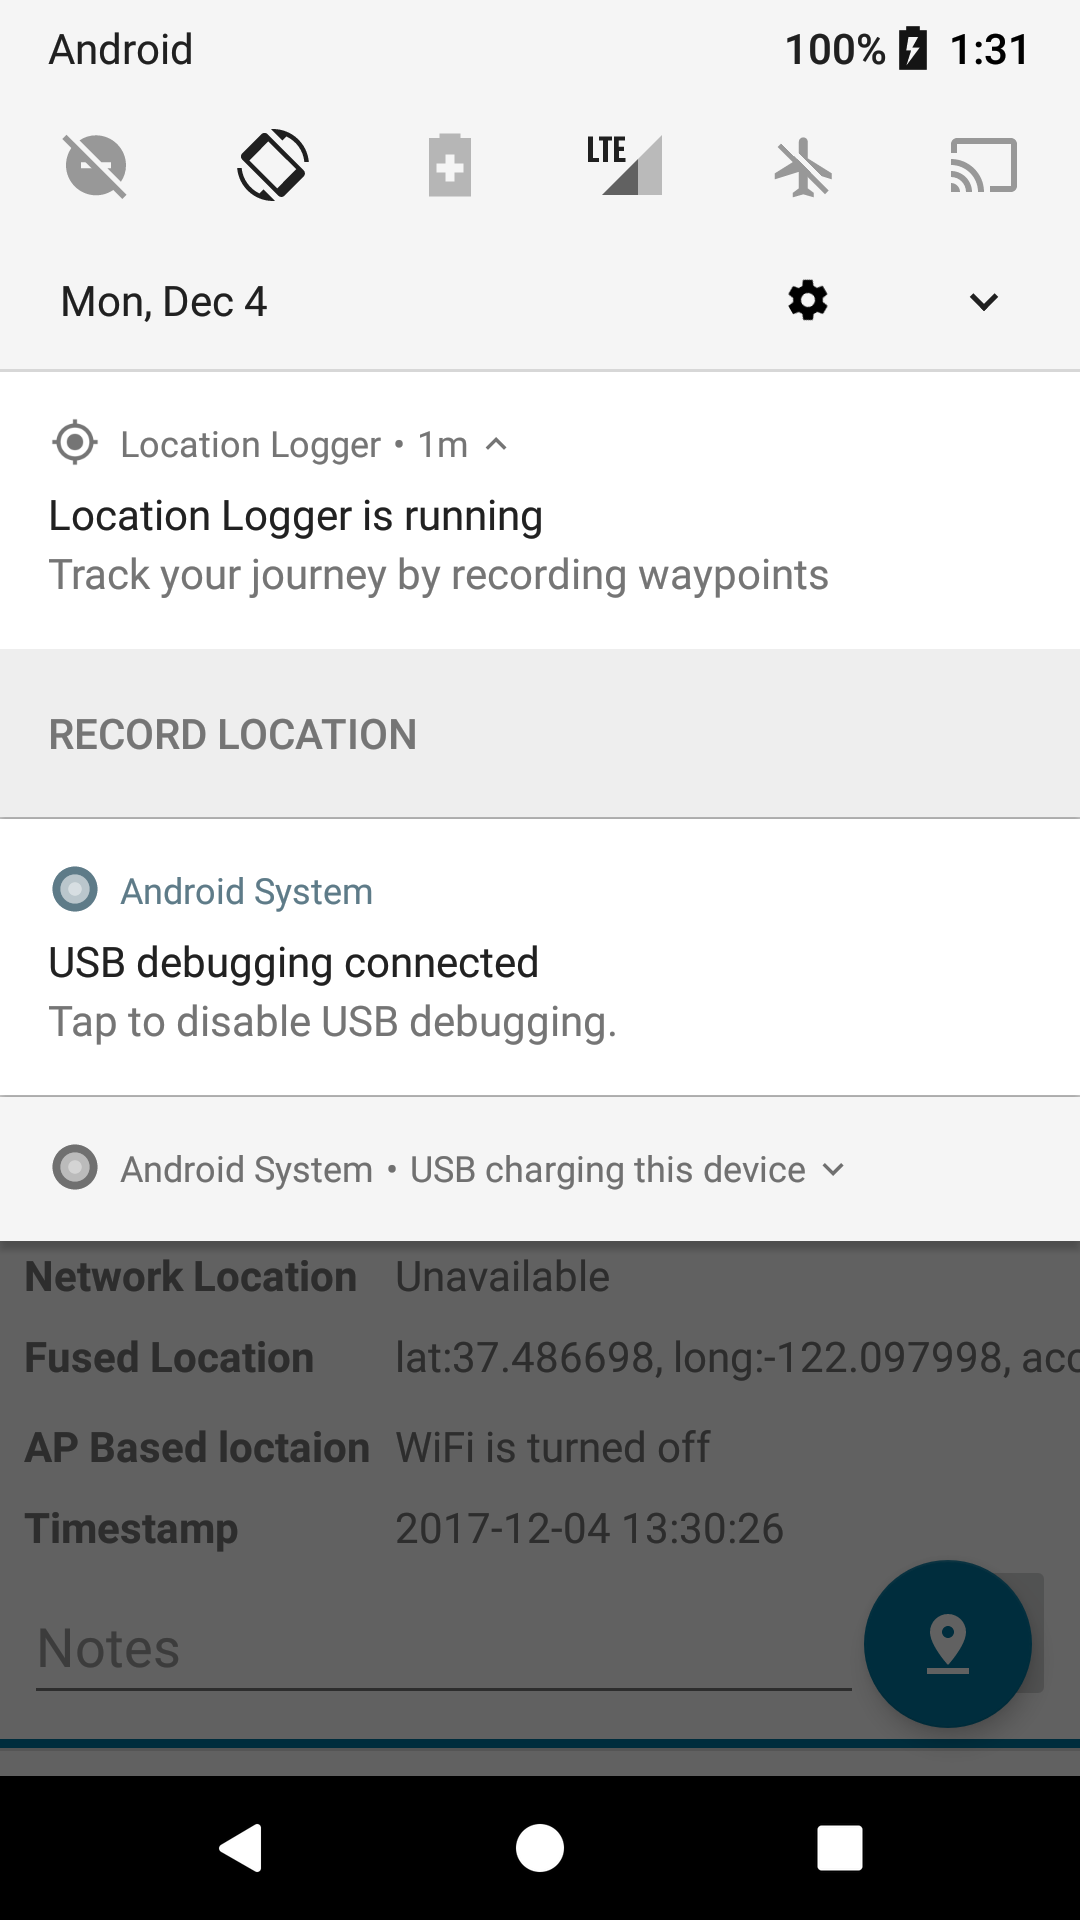 Android 100% 1:31
LTE
Mon, Dec 4
Location Logger • 1m
Location Logger is running
Track your journey by recording waypoints
RECORD LOCATION
Android System
USB debugging connected
Tap to disable USB debugging.
Android System • USB charging this device
Network Location Unavailable
Fused Location lat:37.486698, long:-122.097998, acc
AP Based loctaion WiFi is turned off
Timestamp 2017-12-04 13:30:26
Notes